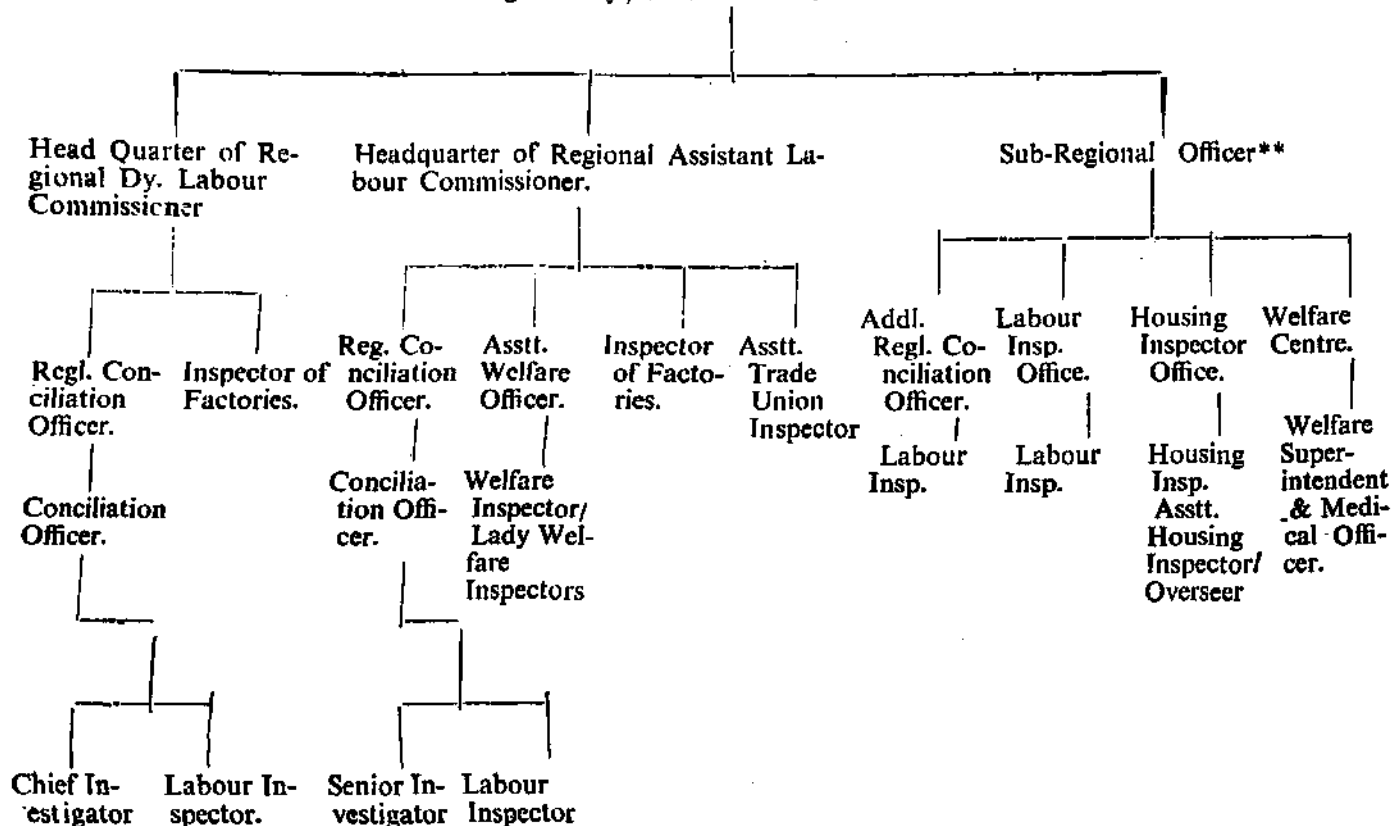 Head Quarter of Re-
gional Dy. Labour
Commissioner
Headquarter of Regional Assistant La-
bour Commissioner.
Sub-Regional Officer**
Regl. Con-
ciliation
Officer.
Inspector of
Factories.
Reg. Co-
nciliation
Officer.
Asstt.
Welfare
Officer.
Inspector
of Facto-
ries.
Asstt.
Trade
Union
Inspector
Addl.
Regl. Co-
nciliation
Officer.
Labour
Insp.
Office.
Housing
Inspector
Office.
Welfare
Centre.
Conciliation
Officer.
Concilia-
tion Offi-
cer.
Welfare
Inspector/
Lady Wel-
fare
Inspectors
Labour
Insp.
Labour
Insp.
Housing
Insp.
Asstt.
Housing
Inspector/
Overseer
Welfare
Super-
intendent
& Medi-
cal Offi-
cer.
Chief In-
estigator
Labour In-
spector.
Senior In-
vestigator
Labour
Inspector